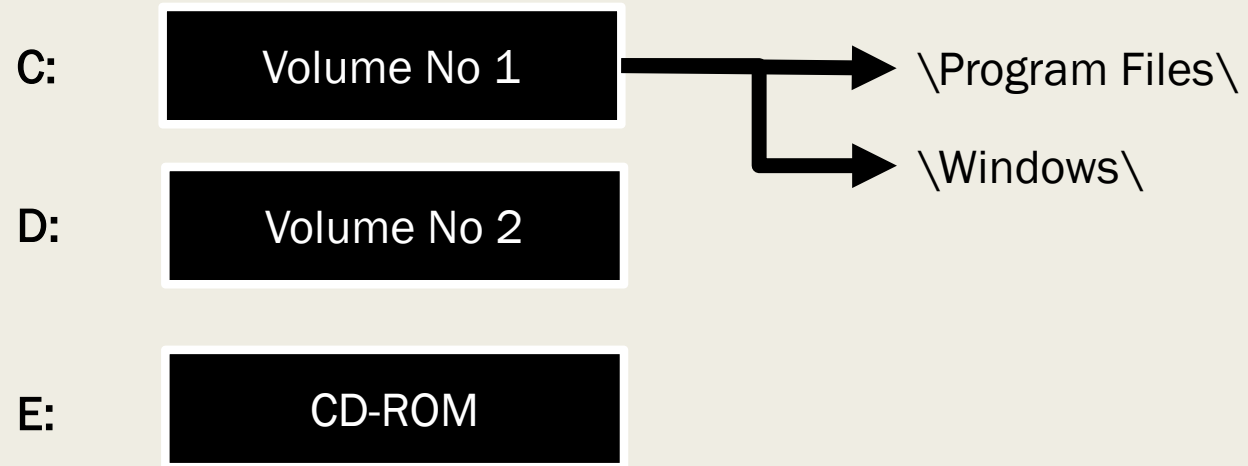 C:
Volume No 1
\Program Files\
\Windows\
D:
Volume No 2
E:
CD-ROM